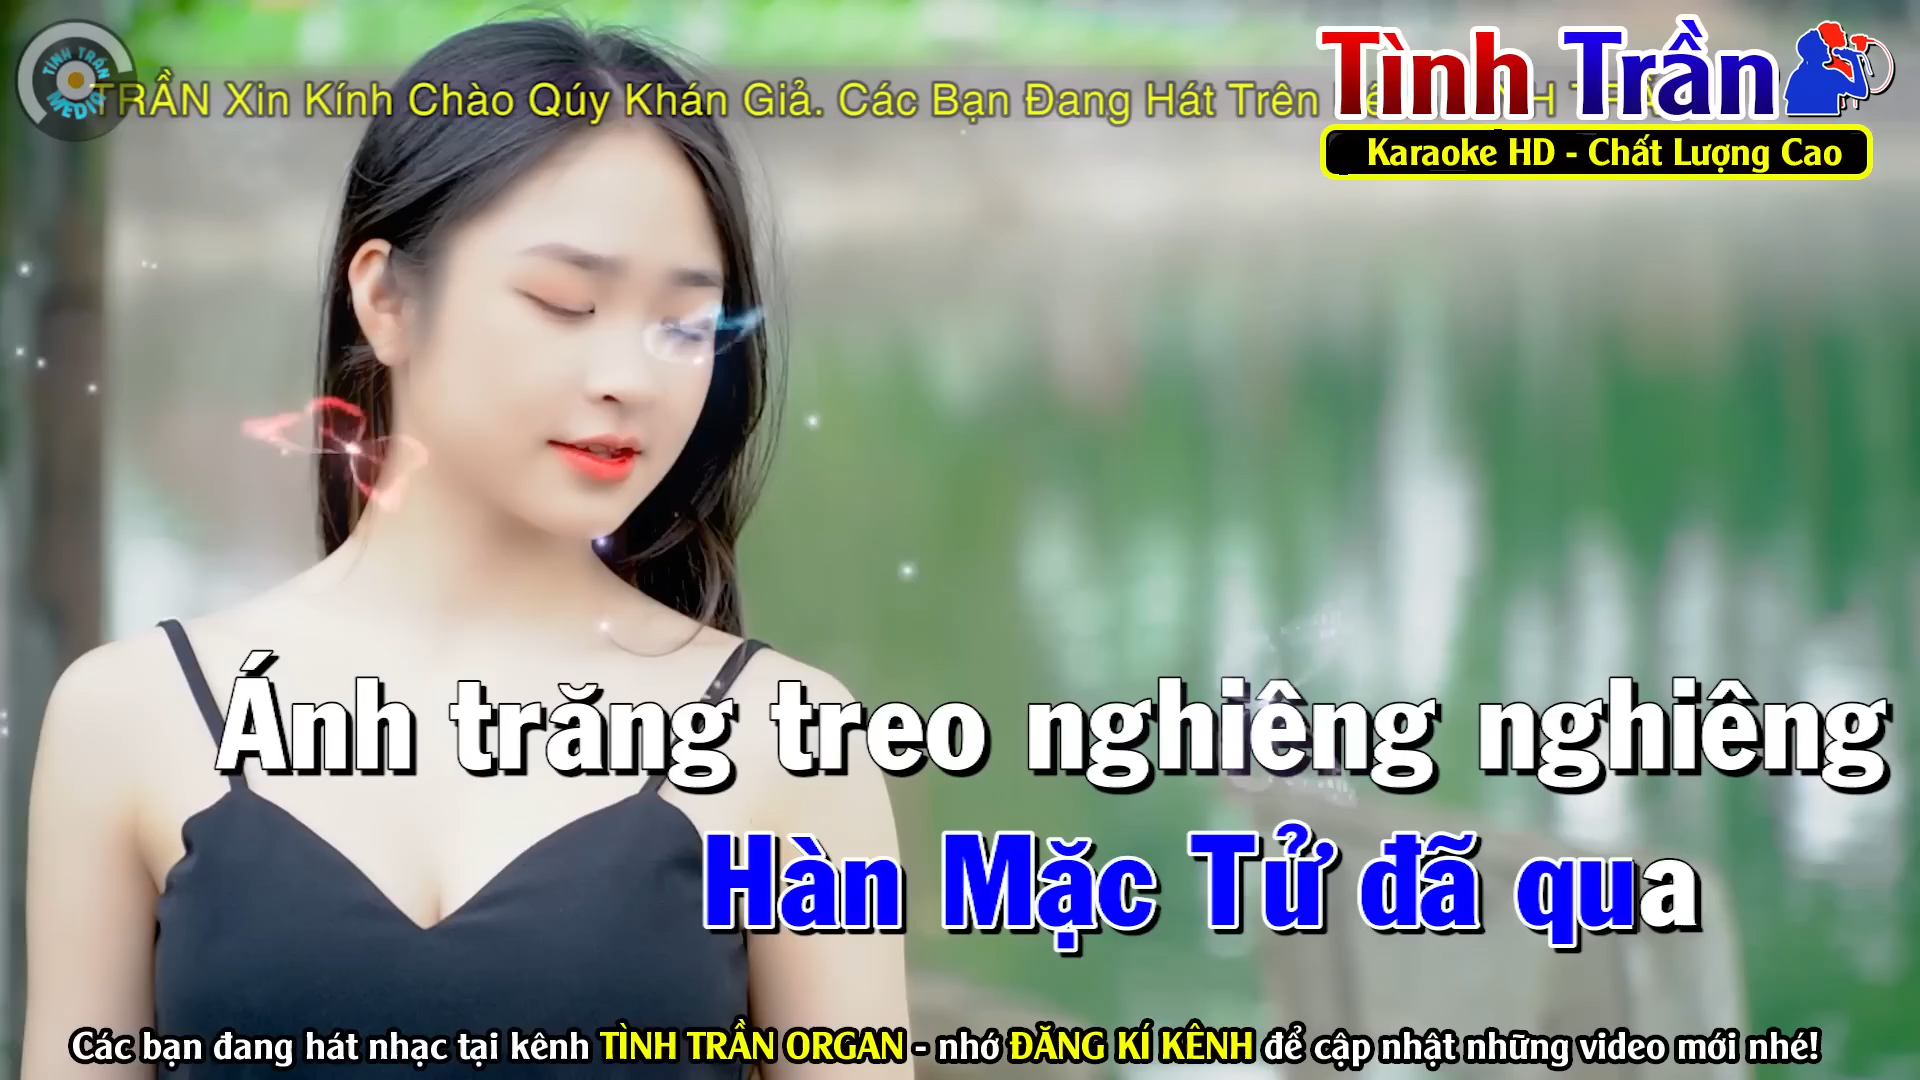 TÌNH TRẦN
MEDIA
TRẦN Xin Kính Chào Qúy Khán Giả. Các Bạn Đang Hát Trên
Tình Trần
Karaoke HD - Chất Lượng Cao
Ánh trăng treo nghiêng nghiêng
Hàn Mặc Tử đã qua
Các bạn đang hát nhạc tại kênh TÌNH TRẦN ORGAN - nhớ ĐĂNG KÍ KÊNH để cập nhật những video mới nhé!